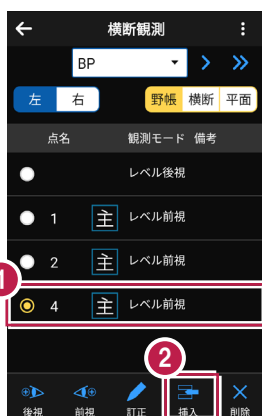 横断観測
BP
左 右 野帳 横断 平面
点名 観測モード 備考
レベル後視
1 主 レベル前視
2 主 レベル前視
1
4 主 レベル前視
2
後視 前視 訂正 挿入 削除